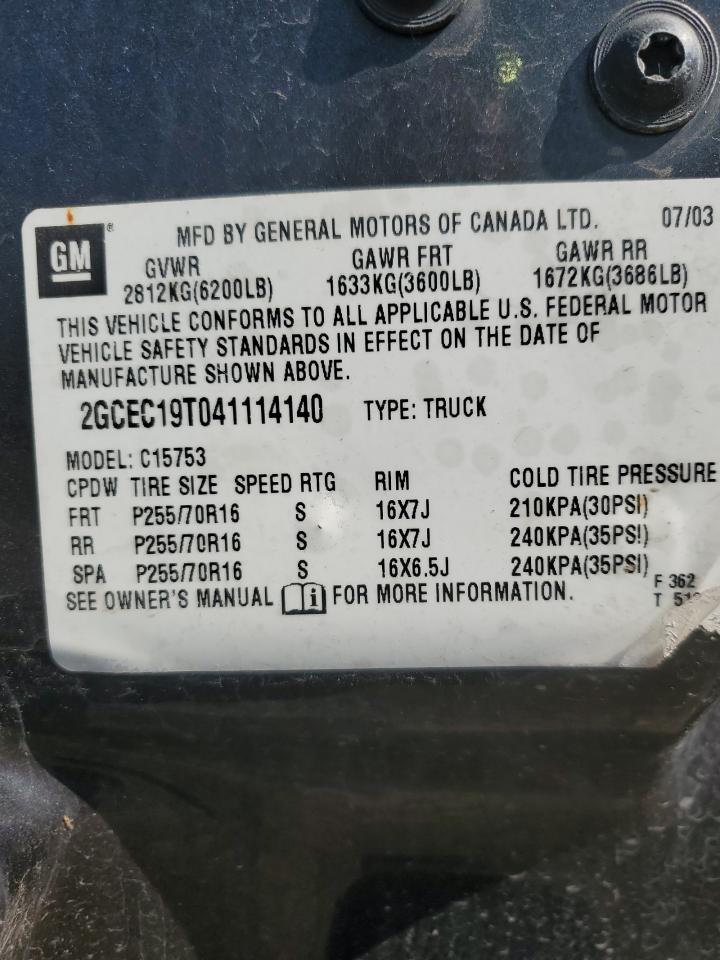 GM ® MFD BY GENERAL MOTORS OF CANADA LTD. 07/03
GVWR GAWR FRT GAWR RR
2812KG(6200LB) 1633KG(3600LB) 1672KG(3686LB)
THIS VEHICLE CONFORMS TO ALL APPLICABLE U.S. FEDERAL MOTOR
VEHICLE SAFETY STANDARDS IN EFFECT ON THE DATE OF
MANUFACTURE SHOWN ABOVE.
2GCEC19T041114140 TYPE: TRUCK
MODEL: C15753
CPDW TIRE SIZE SPEED RTG RIM COLD TIRE PRESSURE
FRT P255/70R16 S 16X7J 210KPA(30PSI)
RR P255/70R16 S 16X7J 240KPA(35PSI)
SPA P255/70R16 S 16X6.5J 240KPA(35PSI)
SEE OWNER'S MANUAL i FOR MORE INFORMATION. F 362
T